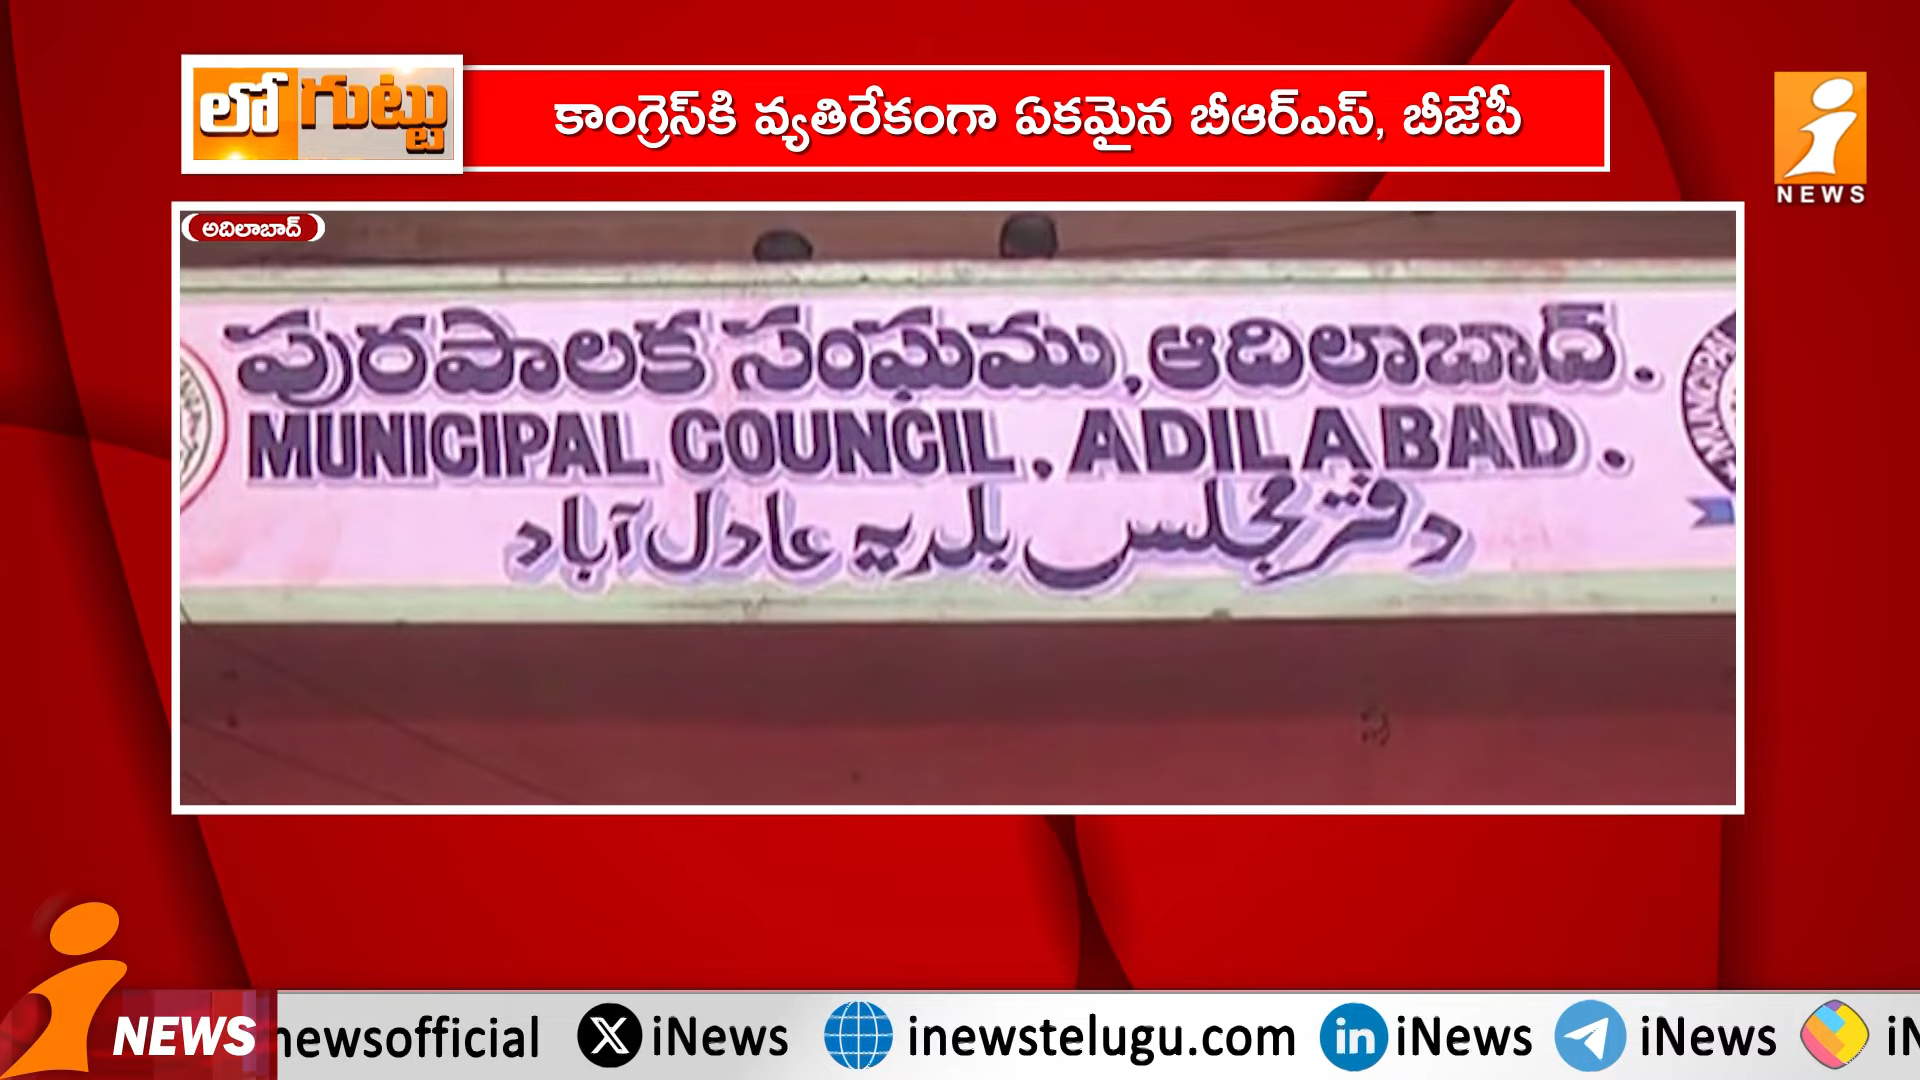 లోగుట్టు
కాంగ్రెస్‌కి వ్యతిరేకంగా ఏకమైన బీఆర్ఎస్, బీజేపీ
i NEWS
అదిలాబాద్
పురపాలక సంఘము, ఆదిలాబాద్.
MUNICIPAL COUNCIL, ADILABAD.
دفتر مجلس بلدیہ عادل آباد
i NEWS
newsofficial iNews inewstelugu.com iNews iNews iN